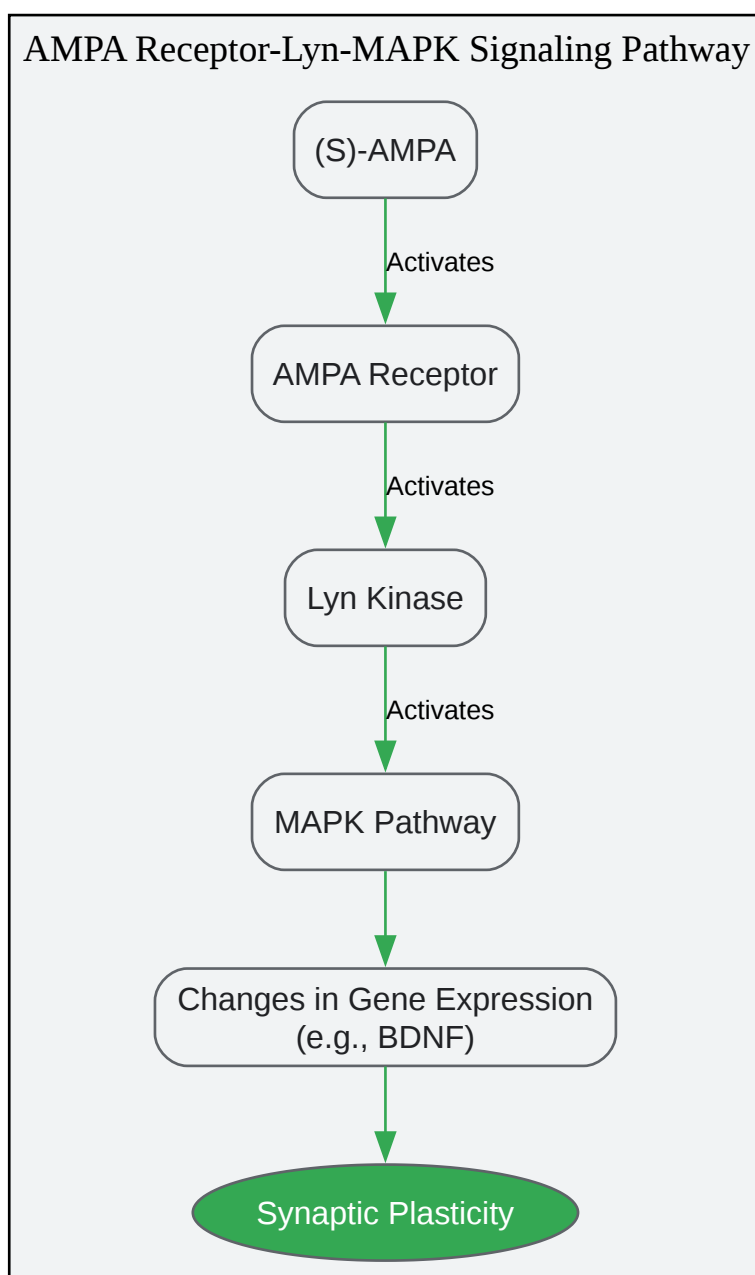 AMPA Receptor-Lyn-MAPK Signaling Pathway
(S)-AMPA
Activates
AMPA Receptor
Activates
Lyn Kinase
Activates
MAPK Pathway
Changes in Gene Expression
(e.g., BDNF)
Synaptic Plasticity